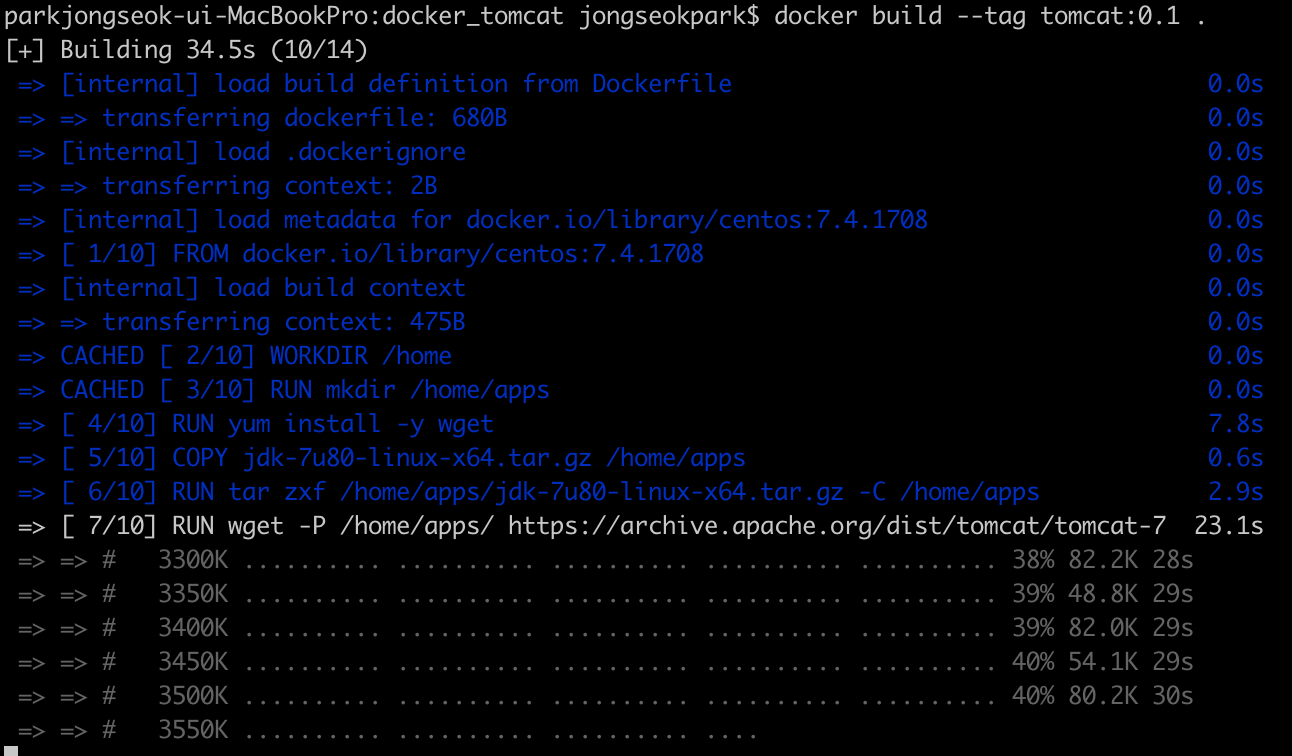 parkjongseok-ui-MacBookPro:docker_tomcat jongseokpark$ docker build --tag tomcat:0.1 .
[+] Building 34.5s (10/14)
=> [internal] load build definition from Dockerfile 0.0s
=> => transferring dockerfile: 680B 0.0s
=> [internal] load .dockerignore 0.0s
=> => transferring context: 2B 0.0s
=> [internal] load metadata for docker.io/library/centos:7.4.1708 0.0s
=> [ 1/10] FROM docker.io/library/centos:7.4.1708 0.0s
=> [internal] load build context 0.0s
=> => transferring context: 475B 0.0s
=> CACHED [ 2/10] WORKDIR /home 0.0s
=> CACHED [ 3/10] RUN mkdir /home/apps 0.0s
=> [ 4/10] RUN yum install -y wget 7.8s
=> [ 5/10] COPY jdk-7u80-linux-x64.tar.gz /home/apps 0.6s
=> [ 6/10] RUN tar zxf /home/apps/jdk-7u80-linux-x64.tar.gz -C /home/apps 2.9s
=> [ 7/10] RUN wget -P /home/apps/ https://archive.apache.org/dist/tomcat/tomcat-7 23.1s
=> => # 3300K .......... .......... .......... .......... .......... 38% 82.2K 28s
=> => # 3350K .......... .......... .......... .......... .......... 39% 48.8K 29s
=> => # 3400K .......... .......... .......... .......... .......... 39% 82.0K 29s
=> => # 3450K .......... .......... .......... .......... .......... 40% 54.1K 29s
=> => # 3500K .......... .......... .......... .......... .......... 40% 80.2K 30s
=> => # 3550K .......... .......... .......... ....